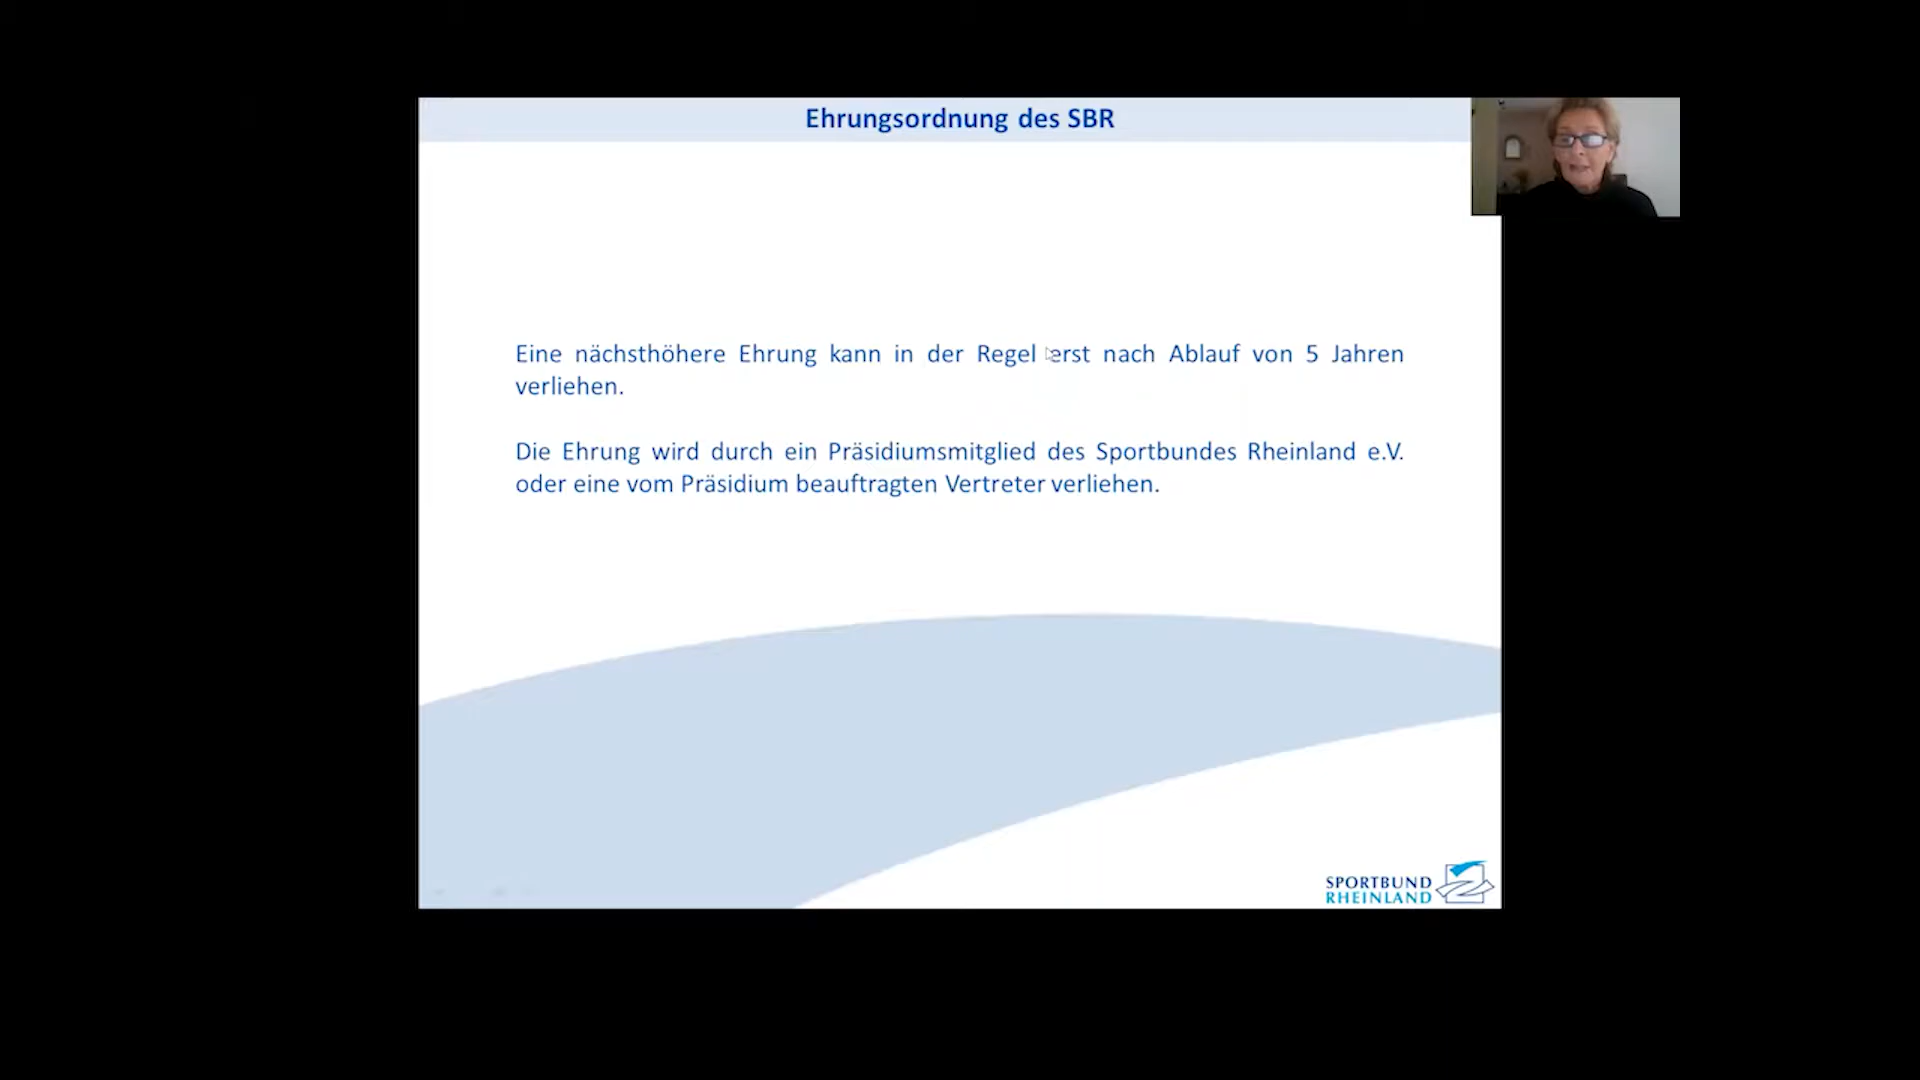 Ehrungsordnung des SBR
Eine nächsthöhere Ehrung kann in der Regel erst nach Ablauf von 5 Jahren
verliehen.
Die Ehrung wird durch ein Präsidiumsmitglied des Sportbundes Rheinland e.V.
oder eine vom Präsidium beauftragten Vertreter verliehen.
SPORTBUND
RHEINLAND